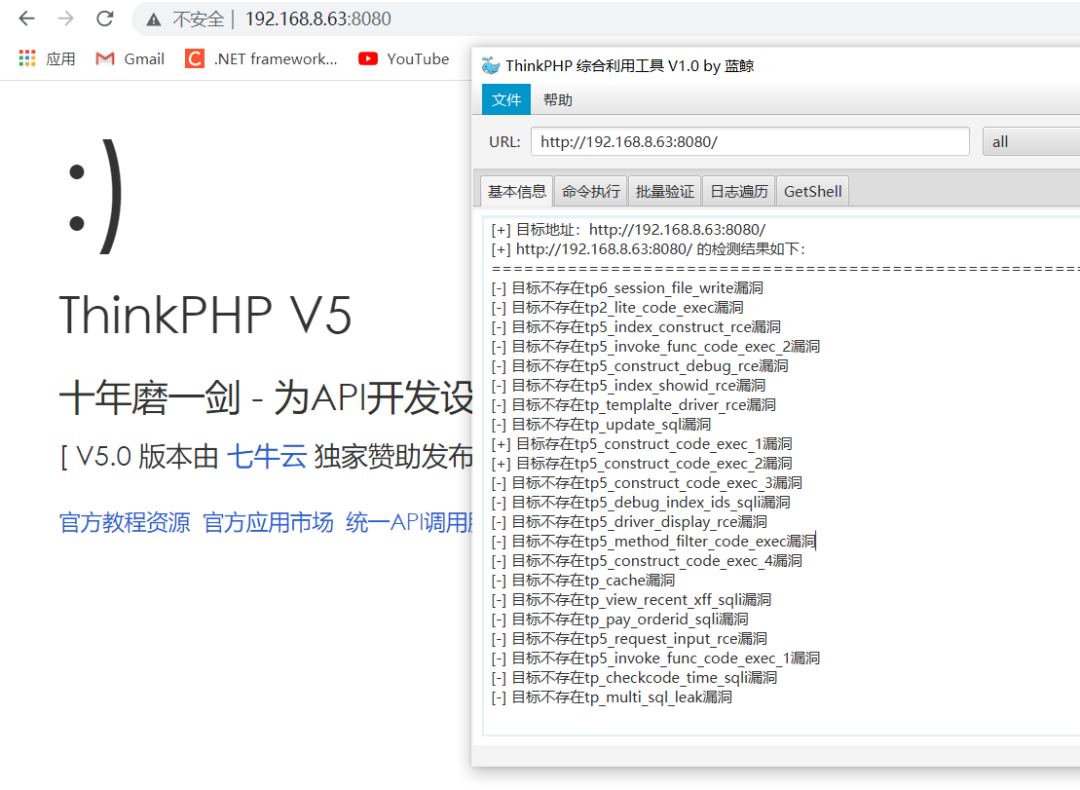 不安全 | 192.168.8.63:8080
应用 Gmail .NET framework... YouTube
:)
ThinkPHP V5
十年磨一剑 - 为API开发设
[ V5.0 版本由 七牛云 独家赞助发布
官方教程资源 官方应用市场 统一API调用
ThinkPHP 综合利用工具 V1.0 by 蓝鲸
文件 帮助
URL: http://192.168.8.63:8080/ all
基本信息 命令执行 批量验证 日志遍历 GetShell
[+] 目标地址：http://192.168.8.63:8080/
[+] http://192.168.8.63:8080/ 的检测结果如下：
=====================================================
[-] 目标不存在tp6_session_file_write漏洞
[-] 目标不存在tp2_lite_code_exec漏洞
[-] 目标不存在tp5_index_construct_rce漏洞
[-] 目标不存在tp5_invoke_func_code_exec_2漏洞
[-] 目标不存在tp5_construct_debug_rce漏洞
[-] 目标不存在tp5_index_showid_rce漏洞
[-] 目标不存在tp_templalte_driver_rce漏洞
[-] 目标不存在tp_update_sql漏洞
[+] 目标存在tp5_construct_code_exec_1漏洞
[+] 目标存在tp5_construct_code_exec_2漏洞
[-] 目标不存在tp5_construct_code_exec_3漏洞
[-] 目标不存在tp5_debug_index_ids_sqli漏洞
[-] 目标不存在tp5_driver_display_rce漏洞
[-] 目标不存在tp5_method_filter_code_exec漏洞
[-] 目标不存在tp5_construct_code_exec_4漏洞
[-] 目标不存在tp_cache漏洞
[-] 目标不存在tp_view_recent_xff_sqli漏洞
[-] 目标不存在tp_pay_orderid_sqli漏洞
[-] 目标不存在tp5_request_input_rce漏洞
[-] 目标不存在tp5_invoke_func_code_exec_1漏洞
[-] 目标不存在tp_checkcode_time_sqli漏洞
[-] 目标不存在tp_multi_sql_leak漏洞